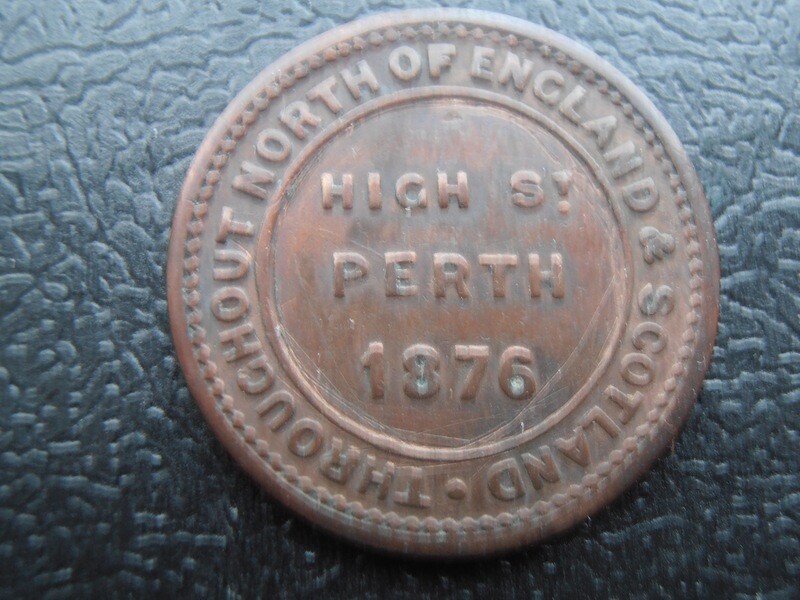 THROUGHOUT NORTH OF ENGLAND & SCOTLAND •
HIGH ST
PERTH
1876